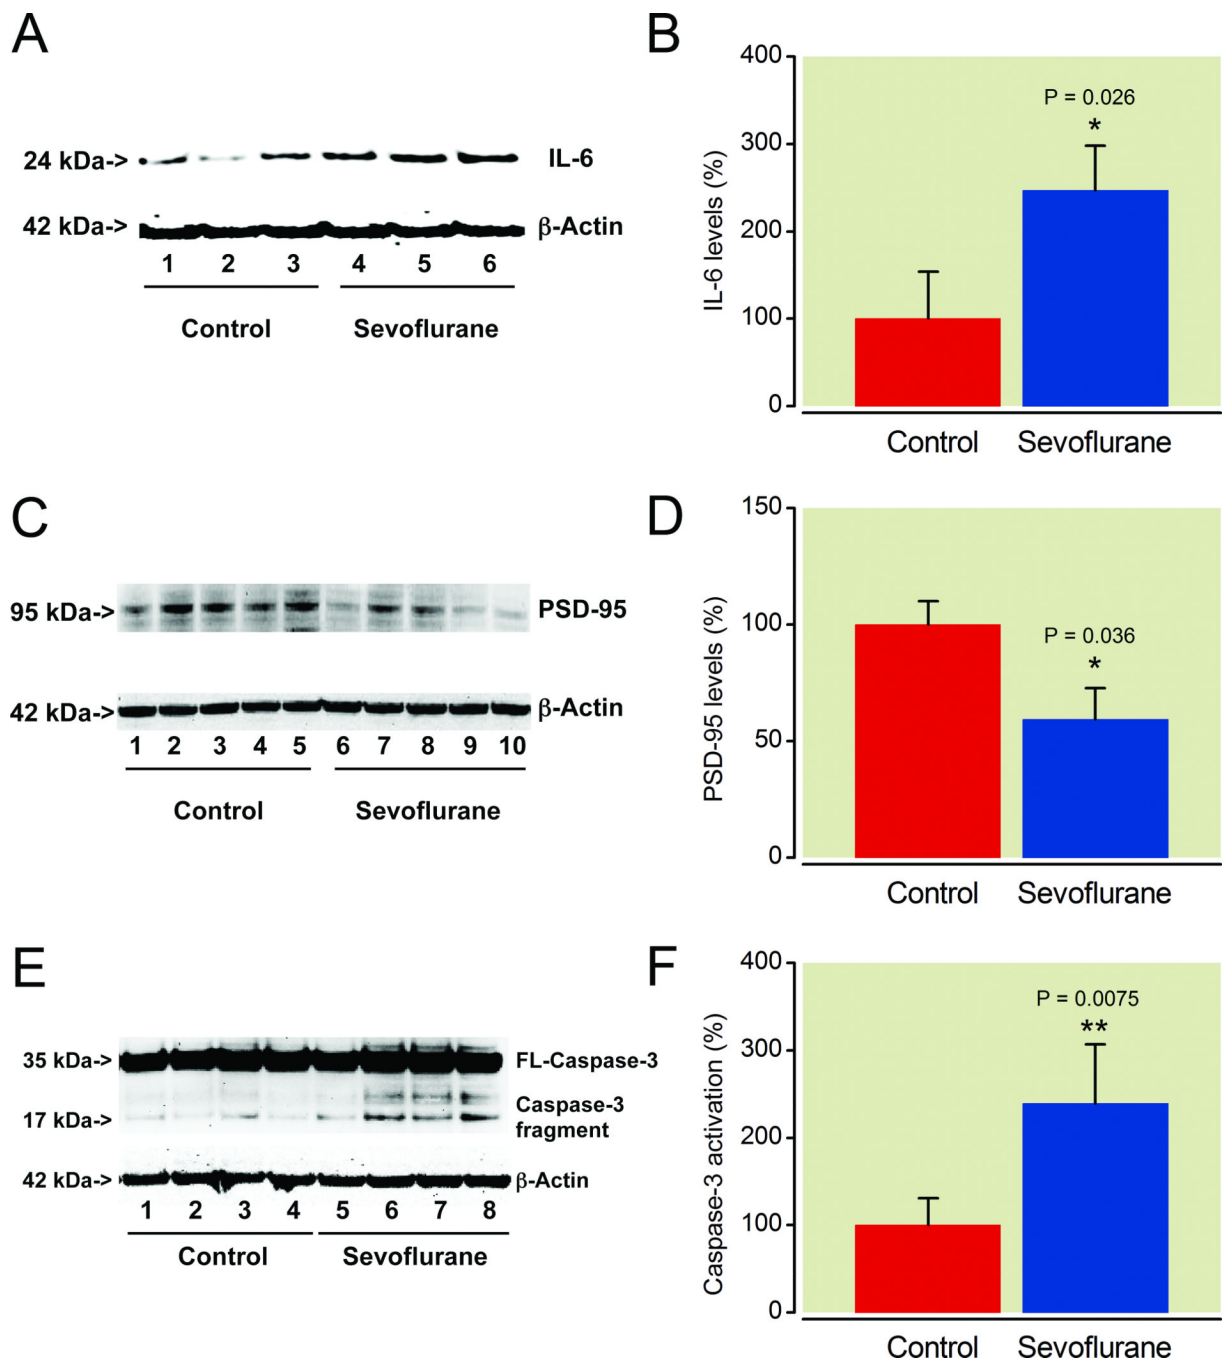 A
24 kDa-> IL-6
42 kDa-> β-Actin
1 2 3 4 5 6
Control Sevoflurane
B
400
300
200
100
0
IL-6 levels (%)
P = 0.026
*
Control Sevoflurane
C
95 kDa-> PSD-95
42 kDa-> β-Actin
1 2 3 4 5 6 7 8 9 10
Control Sevoflurane
D
150
100
50
0
PSD-95 levels (%)
P = 0.036
*
Control Sevoflurane
E
35 kDa-> FL-Caspase-3
17 kDa-> Caspase-3
fragment
42 kDa-> β-Actin
1 2 3 4 5 6 7 8
Control Sevoflurane
F
400
300
200
100
0
Caspase-3 activation (%)
P = 0.0075
**
Control Sevoflurane